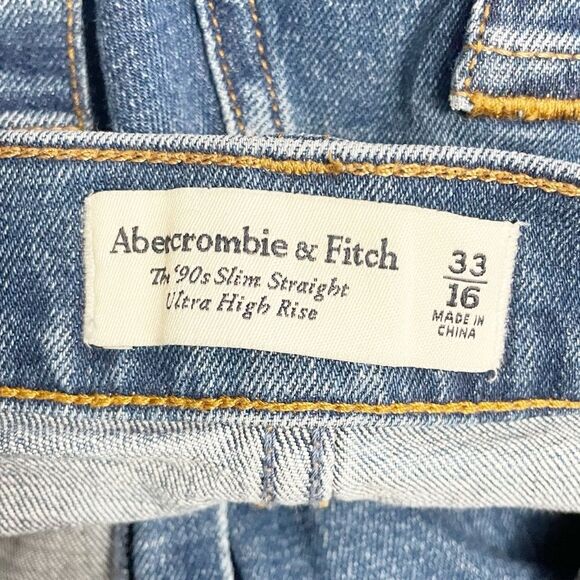 Abercrombie & Fitch
The '90s Slim Straight
Ultra High Rise
33
16
MADE IN
CHINA